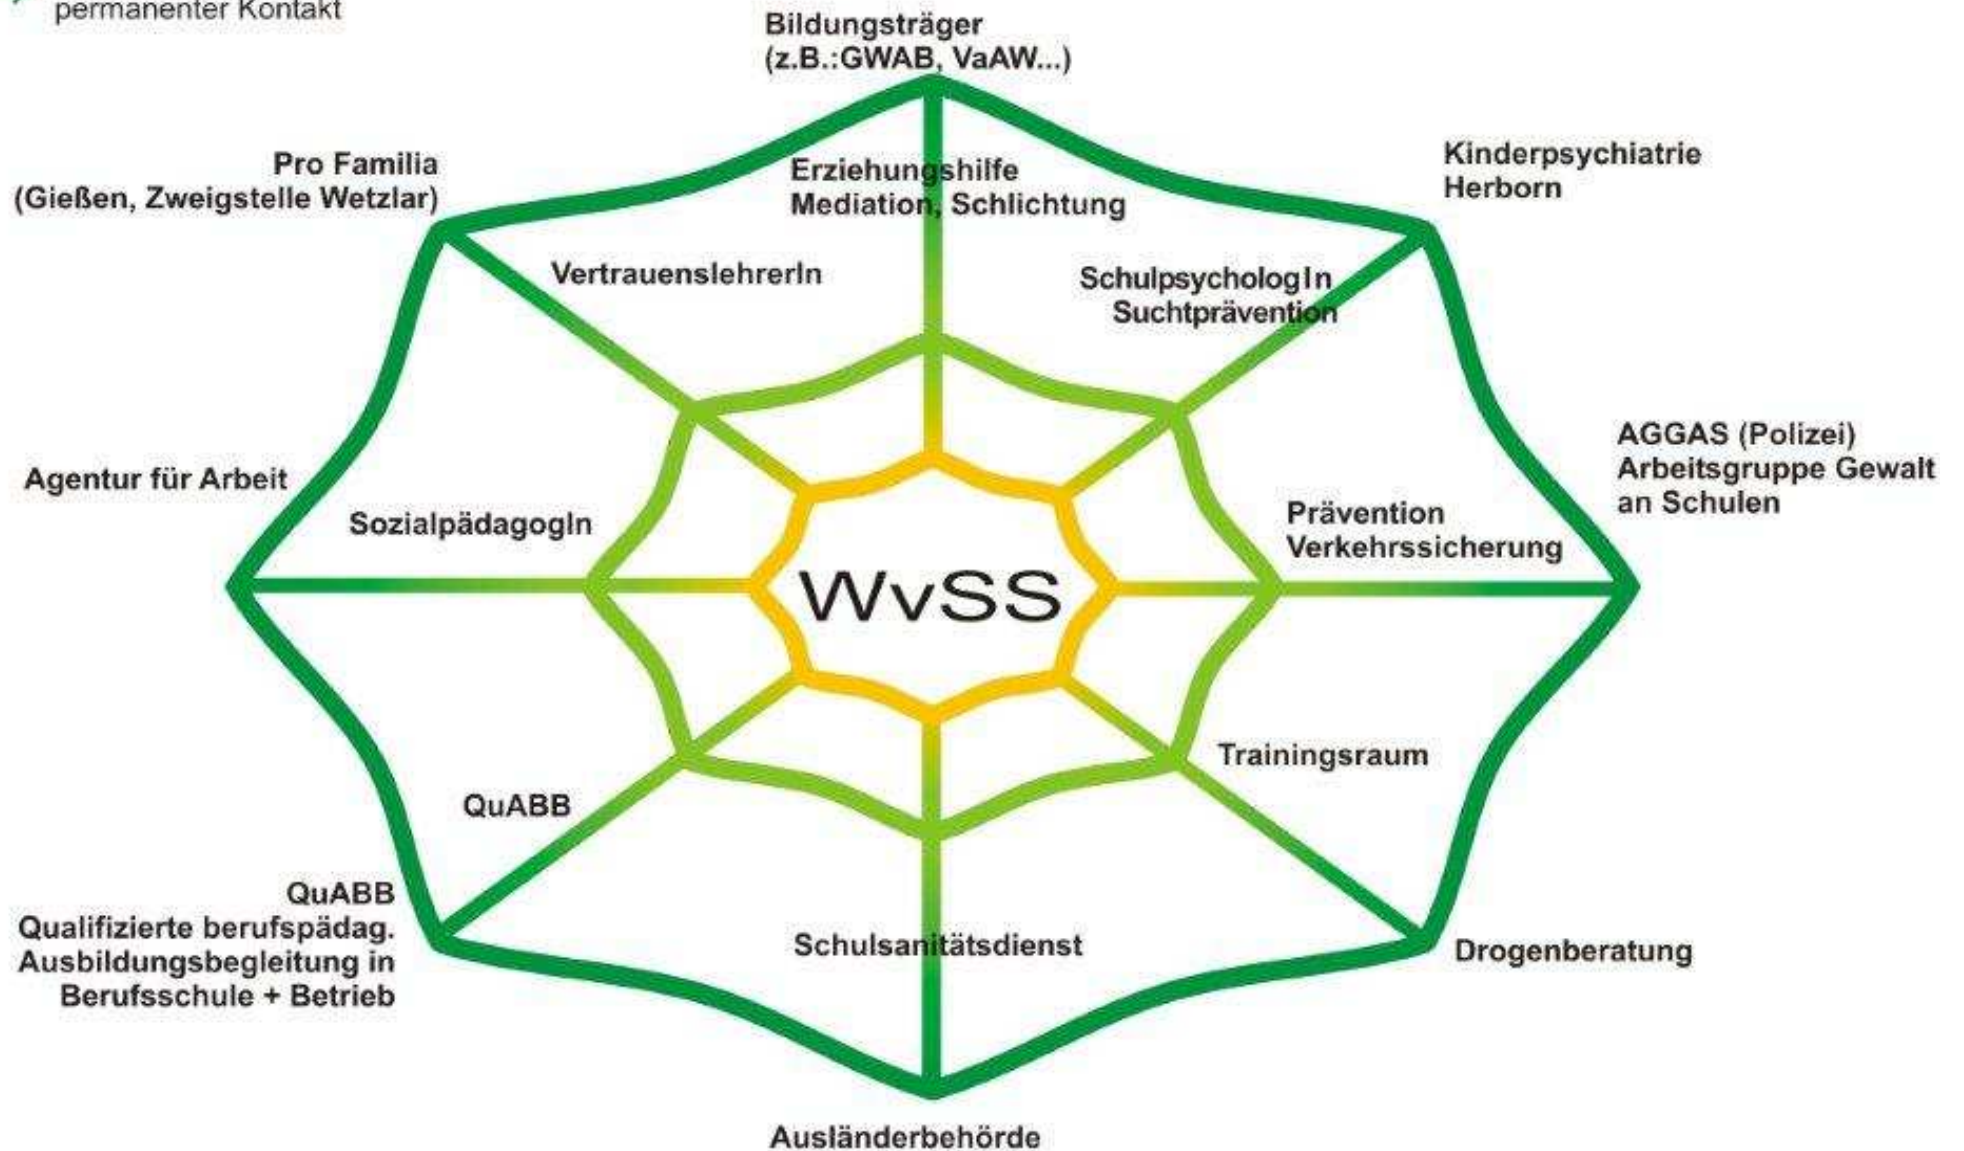 permanenter Kontakt
Bildungsträger
(z.B.:GWAB, VaAW...)
Pro Familia
(Gießen, Zweigstelle Wetzlar)
Kinderpsychiatrie
Herborn
Erziehungshilfe
Mediation, Schlichtung
VertrauenslehrerIn
SchulpsychologIn
Suchtprävention
Agentur für Arbeit
SozialpädagogIn
AGGAS (Polizei)
Arbeitsgruppe Gewalt
an Schulen
Prävention
Verkehrssicherung
WvSS
Trainingsraum
QuABB
QuABB
Qualifizierte berufspädag.
Ausbildungsbegleitung in
Berufsschule + Betrieb
Schulsanitätsdienst
Drogenberatung
Ausländerbehörde